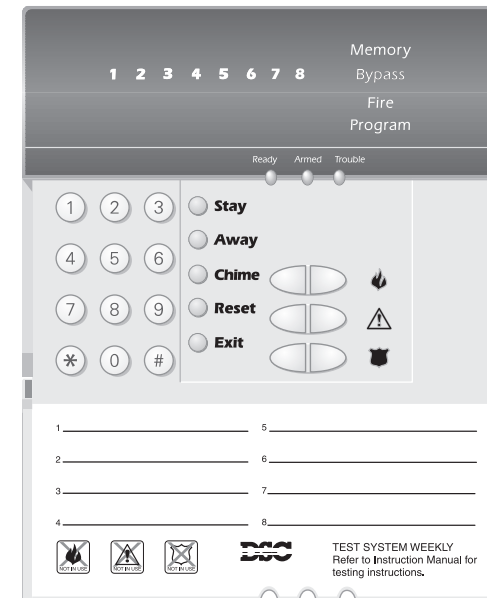 Memory
1 2 3 4 5 6 7 8 Bypass
Fire
Program
Ready Armed Trouble
1 2 3 Stay
Away
4 5 6
Chime
7 8 9 Reset
Exit
* 0 #
1 5
2 6
3 7
4 8
NOT IN USE NOT IN USE NOT IN USE
DSC
TEST SYSTEM WEEKLY
Refer to Instruction Manual for
testing instructions.